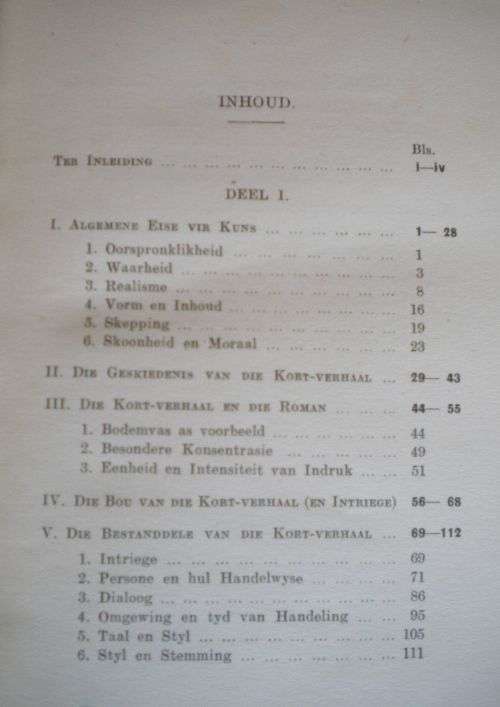 INHOUD.
Bls.
TER INLEIDING ... ... ... ... ... ... ... ... ... ... i—iv
DEEL I.
I. ALGEMENE EISE VIR KUNS ... ... ... ... ... ... 1— 28
1. Oorspronklikheid ... ... ... ... ... ... ... 1
2. Waarheid ... ... ... ... ... ... ... ... ... 3
3. Realisme ... ... ... ... ... ... ... ... ... 8
4. Vorm en Inhoud ... ... ... ... ... ... ... 16
5. Skepping ... ... ... ... ... ... ... ... ... 19
6. Skoonheid en Moraal ... ... ... ... ... ... 23
II. DIE GESKIEDENIS VAN DIE KORT-VERHAAL ... 29— 43
III. DIE KORT-VERHAAL EN DIE ROMAN ... ... ... 44— 55
1. Bodemvas as voorbeeld ... ... ... ... ... 44
2. Besondere Konsentrasie ... ... ... ... ... 49
3. Eenheid en Intensiteit van Indruk ... ... 51
IV. DIE BOU VAN DIE KORT-VERHAAL (EN INTRIEGE) 56— 68
V. DIE BESTANDDELE VAN DIE KORT-VERHAAL ... 69—112
1. Intriege ... ... ... ... ... ... ... ... ... 69
2. Persone en hul Handelwyse ... ... ... ... 71
3. Dialoog ... ... ... ... ... ... ... ... ... 86
4. Omgewing en tyd van Handeling ... ... ... 95
5. Taal en Styl ... ... ... ... ... ... ... ... 105
6. Styl en Stemming ... ... ... ... ... ... 111